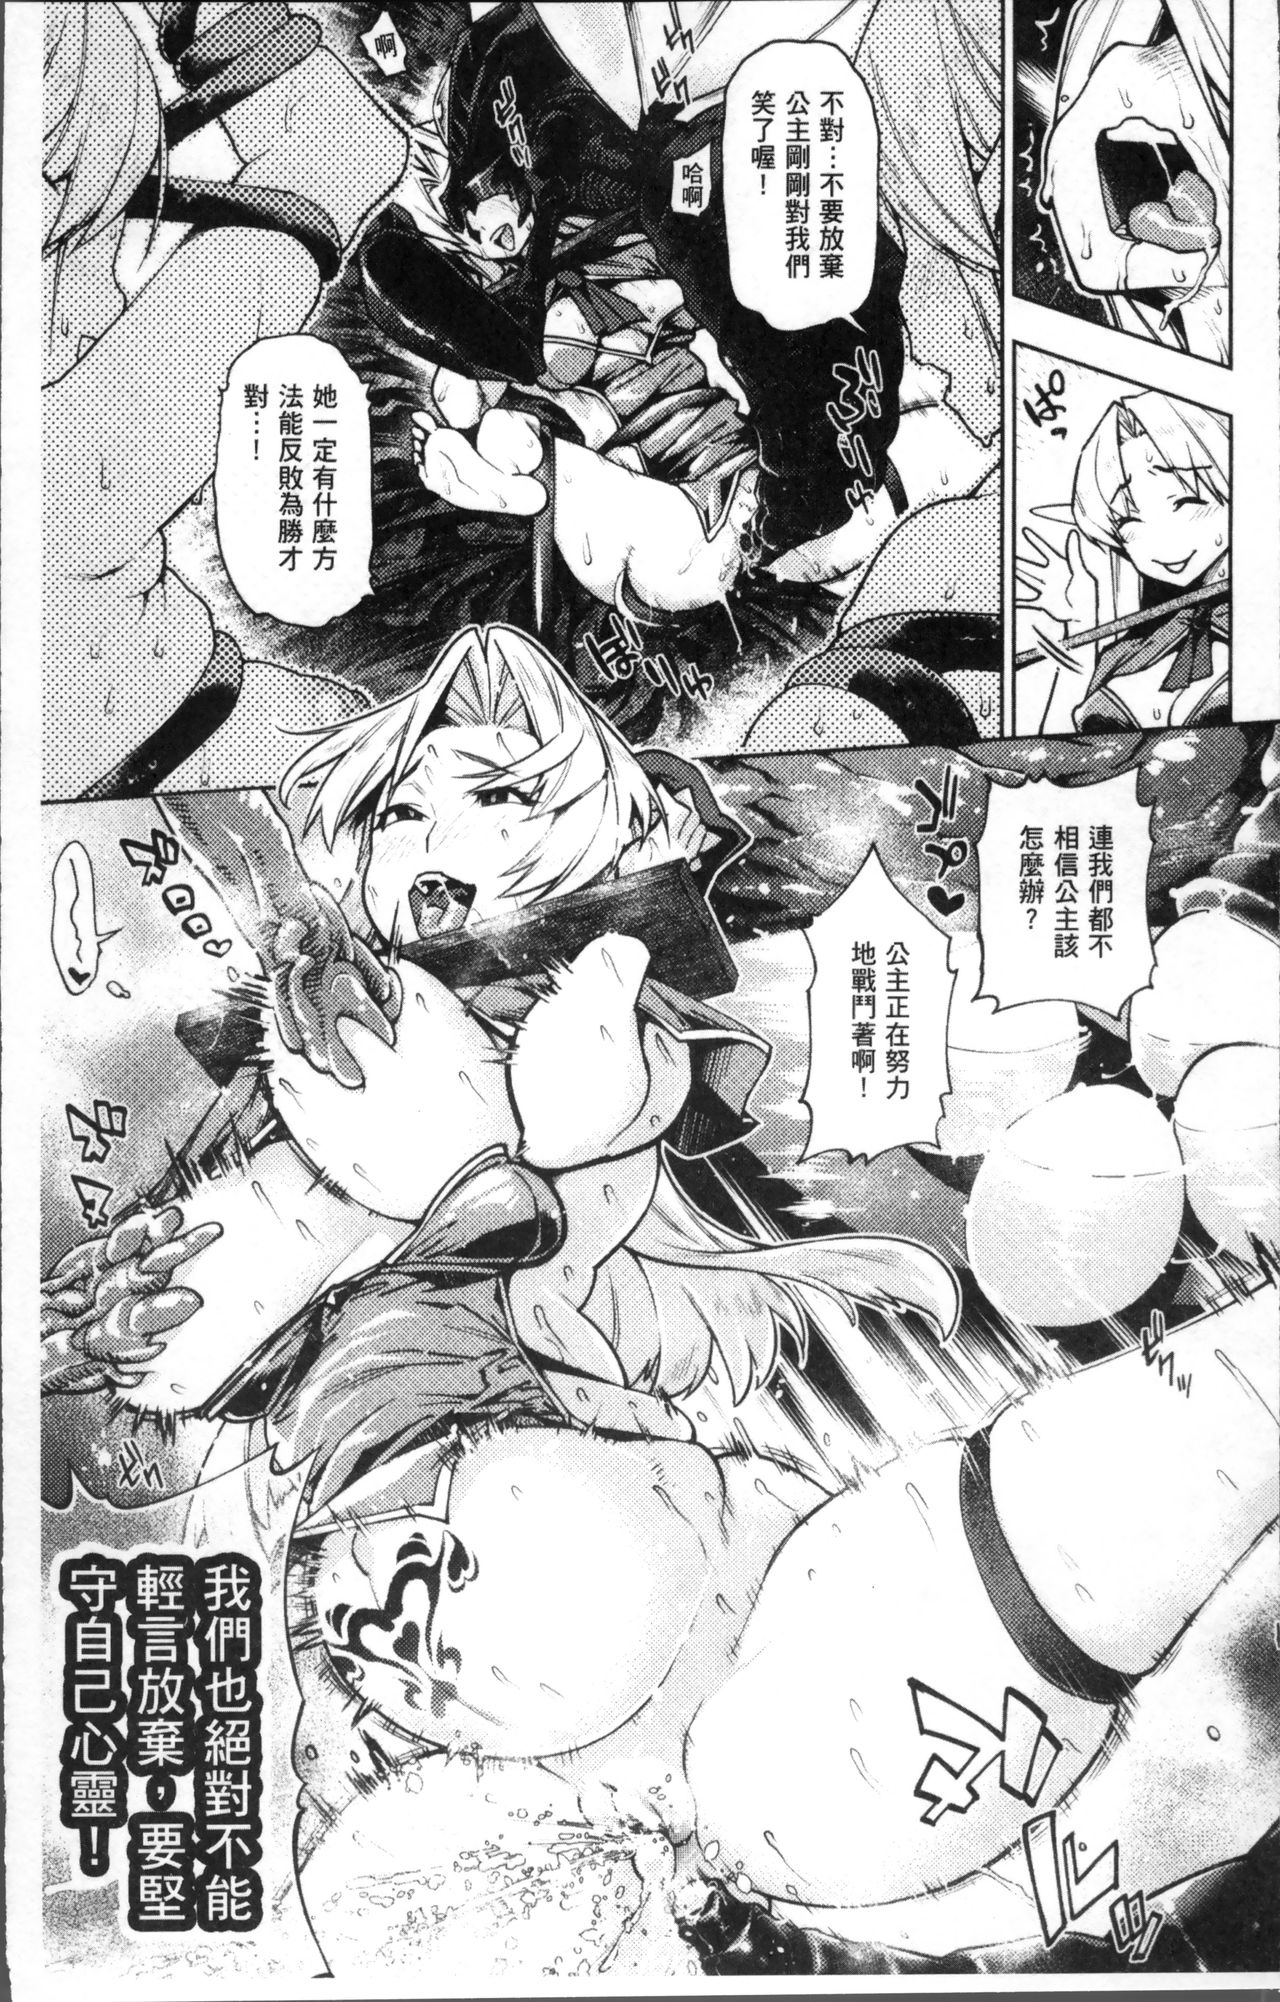 ぱっ
不對…不要放棄
公主剛剛對我們
笑了喔！
哈啊
啊
她一定有什麼方
法能反敗為勝才
對…！
連我們都不
相信公主該
怎麼辦？
公主正在努力
地戰鬥著啊！
我們也絕對不能
輕言放棄，要堅
守自己心靈！